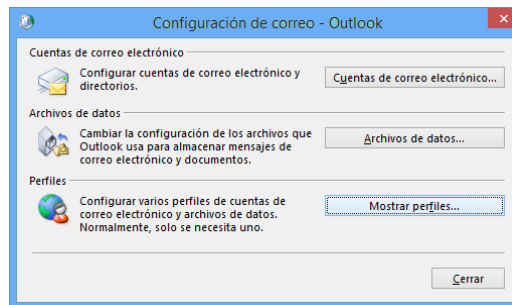 Configuración de correo - Outlook
Cuentas de correo electrónico
Configurar cuentas de correo electrónico y
directorios.
Cuentas de correo electrónico...
Archivos de datos
Cambiar la configuración de los archivos que
Outlook usa para almacenar mensajes de
correo electrónico y documentos.
Archivos de datos...
Perfiles
Configurar varios perfiles de cuentas de
correo electrónico y archivos de datos.
Normalmente, solo se necesita uno.
Mostrar perfiles...
Cerrar